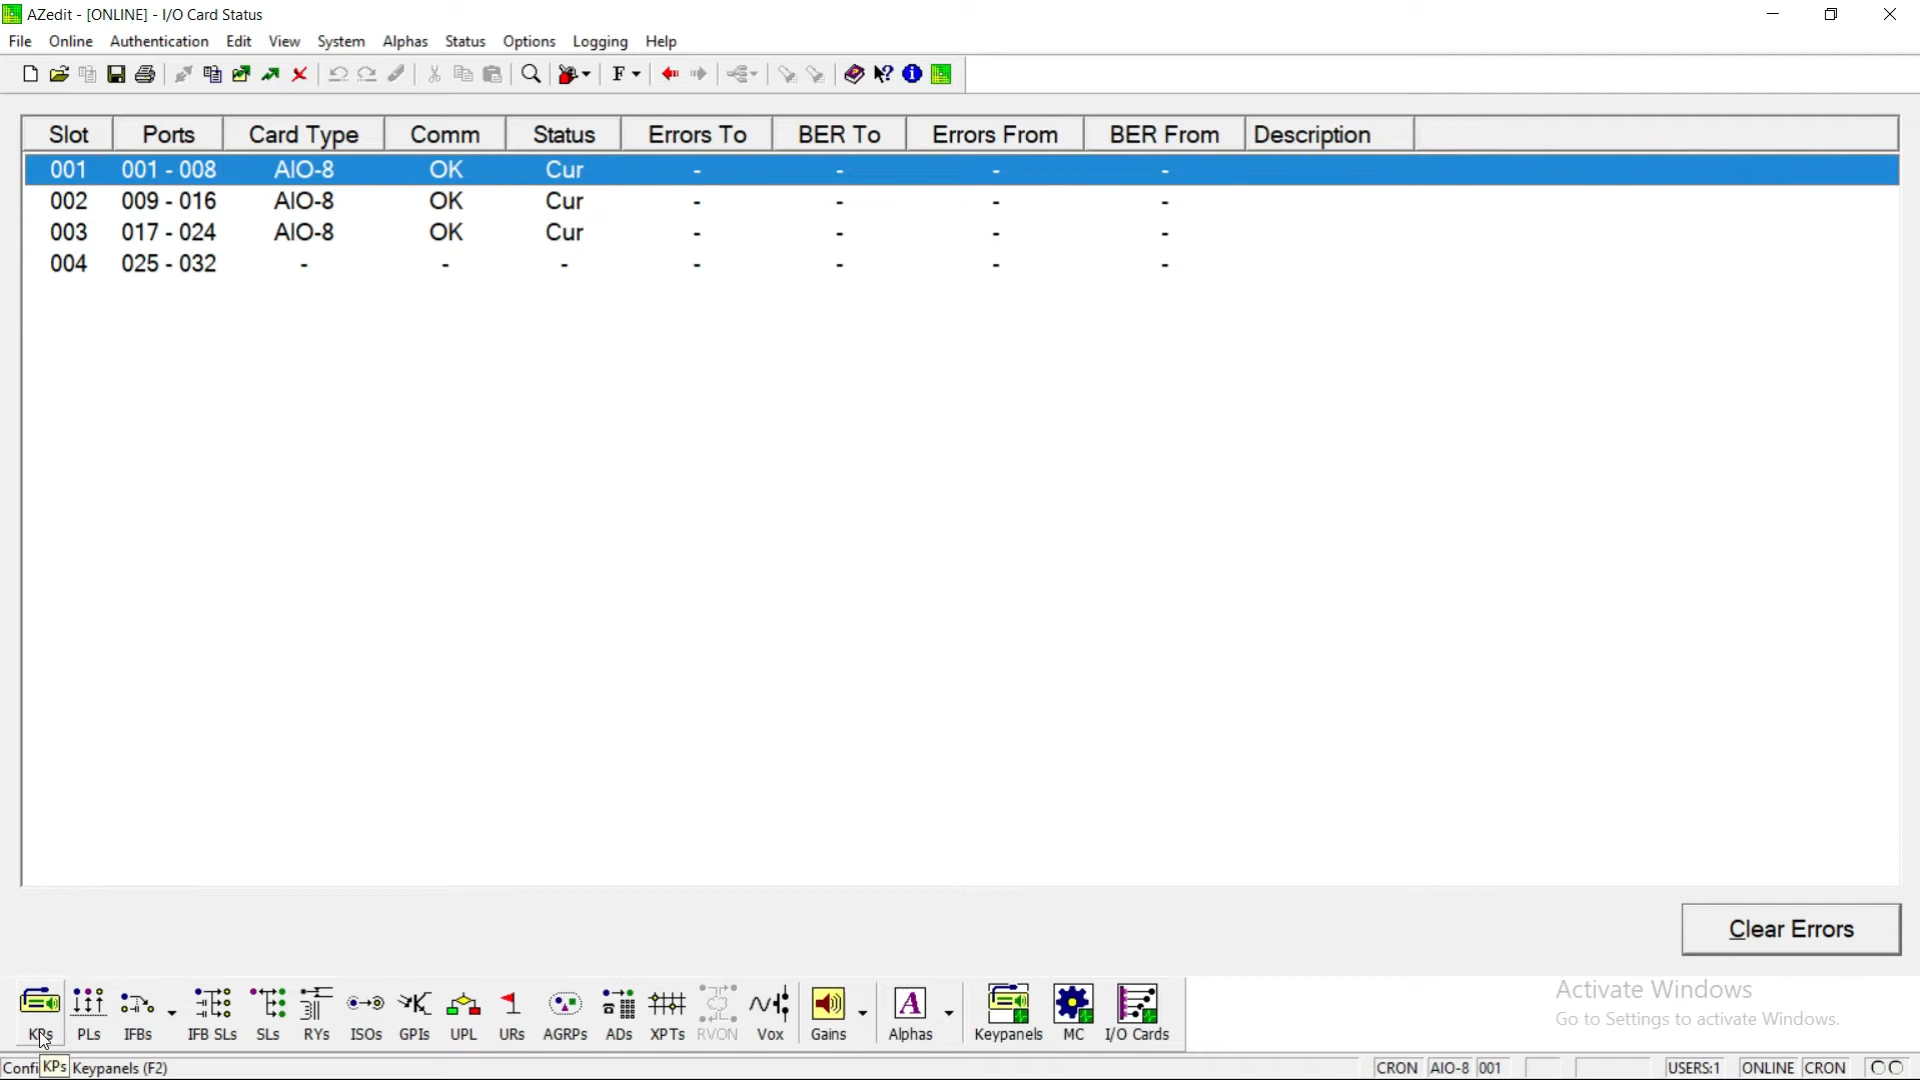 AZedit - [ONLINE] - I/O Card Status
File Online Authentication Edit View System Alphas Status Options Logging Help
F
Slot Ports Card Type Comm Status Errors To BER To Errors From BER From Description
001 001 - 008 AIO-8 OK Cur - - - -
002 009 - 016 AIO-8 OK Cur - - - -
003 017 - 024 AIO-8 OK Cur - - - -
004 025 - 032 - - - - - - -
Clear Errors
Activate Windows
Go to Settings to activate Windows.
KPs PLs IFBs IFB SLs SLs RYs ISOs GPIs UPL URs AGRPs ADs XPTs RVON Vox Gains Alphas Keypanels MC I/O Cards
Confi KPs Keypanels (F2) CRON AIO-8 001 USERS:1 ONLINE CRON